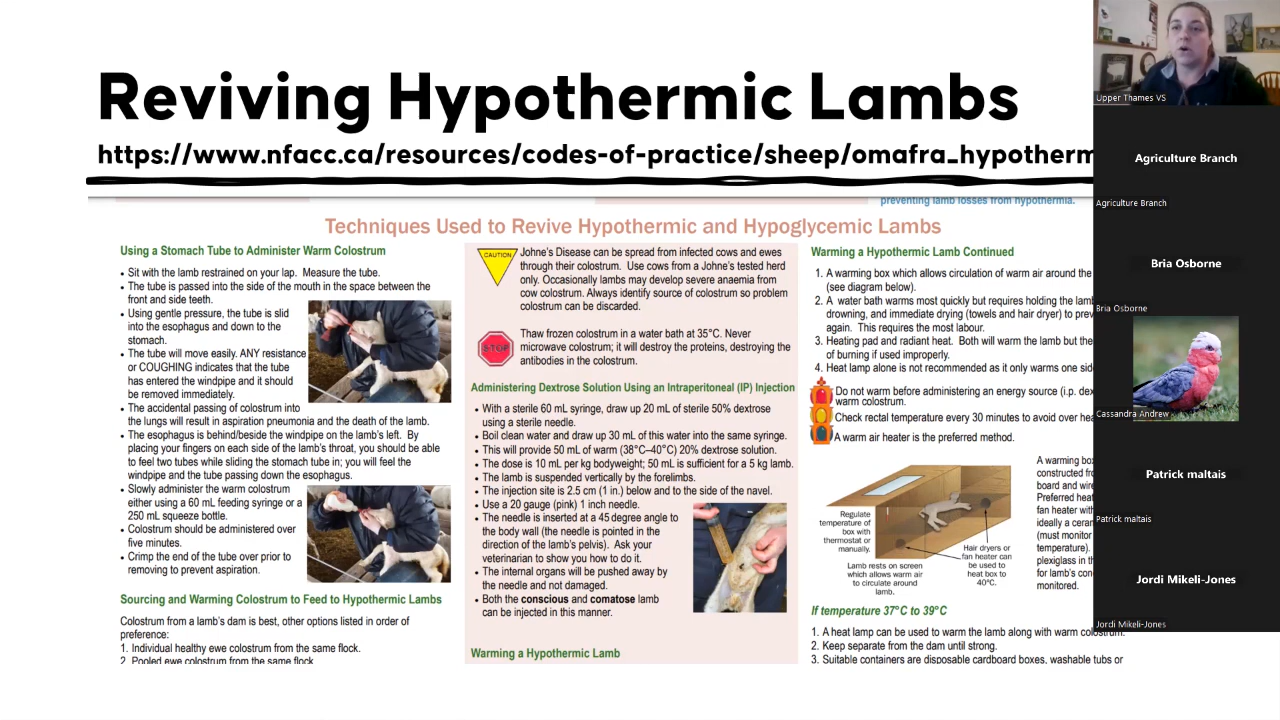 Reviving Hypothermic Lambs
https://www.nfacc.ca/resources/codes-of-practice/sheep/omafra_hypotherm
preventing lamb losses from hypothermia.
Techniques Used to Revive Hypothermic and Hypoglycemic Lambs
Using a Stomach Tube to Administer Warm Colostrum
• Sit with the lamb restrained on your lap. Measure the tube.
• The tube is passed into the side of the mouth in the space between the
front and side teeth.
• Using gentle pressure, the tube is slid
into the esophagus and down to the
stomach.
• The tube will move easily. ANY resistance
or COUGHING indicates that the tube
has entered the windpipe and it should
be removed immediately.
• The accidental passing of colostrum into
the lungs will result in aspiration pneumonia and the death of the lamb.
• The esophagus is behind/beside the windpipe on the lamb's left. By
placing your fingers on each side of the lamb's throat, you should be able
to feel two tubes while sliding the stomach tube in; you will feel the
windpipe and the tube passing down the esophagus.
• Slowly administer the warm colostrum
either using a 60 mL feeding syringe or a
250 mL squeeze bottle.
• Colostrum should be administered over
five minutes.
• Crimp the end of the tube over prior to
removing to prevent aspiration.
Sourcing and Warming Colostrum to Feed to Hypothermic Lambs
Colostrum from a lamb's dam is best, other options listed in order of
preference:
1. Individual healthy ewe colostrum from the same flock.
2. Pooled ewe colostrum from the same flock.
CAUTION
Johne's Disease can be spread from infected cows and ewes
through their colostrum. Use cows from a Johne's tested herd
only. Occasionally lambs may develop severe anaemia from
cow colostrum. Always identify source of colostrum so problem
colostrum can be discarded.
STOP
Thaw frozen colostrum in a water bath at 35°C. Never
microwave colostrum; it will destroy the proteins, destroying the
antibodies in the colostrum.
Administering Dextrose Solution Using an Intraperitoneal (IP) Injection
• With a sterile 60 mL syringe, draw up 20 mL of sterile 50% dextrose
using a sterile needle.
• Boil clean water and draw up 30 mL of this water into the same syringe.
• This will provide 50 mL of warm (38°C–40°C) 20% dextrose solution.
• The dose is 10 mL per kg bodyweight; 50 mL is sufficient for a 5 kg lamb.
• The lamb is suspended vertically by the forelimbs.
• The injection site is 2.5 cm (1 in.) below and to the side of the navel.
• Use a 20 gauge (pink) 1 inch needle.
• The needle is inserted at a 45 degree angle to
the body wall (the needle is pointed in the
direction of the lamb's pelvis). Ask your
veterinarian to show you how to do it.
• The internal organs will be pushed away by
the needle and not damaged.
• Both the conscious and comatose lamb
can be injected in this manner.
Warming a Hypothermic Lamb
Warming a Hypothermic Lamb Continued
1. A warming box which allows circulation of warm air around the
(see diagram below).
2. A water bath warms most quickly but requires holding the lam
drowning, and immediate drying (towels and hair dryer) to prev
again. This requires the most labour.
3. Heating pad and radiant heat. Both will warm the lamb but the
of burning if used improperly.
4. Heat lamp alone is not recommended as it only warms one sid
Do not warm before administering an energy source (i.p. dex
warm colostrum.
Check rectal temperature every 30 minutes to avoid over hea
A warm air heater is the preferred method.
Regulate
temperature of
box with
thermostat or
manually.
Lamb rests on screen
which allows warm air
to circulate around
lamb.
Hair dryers or
fan heater can
be used to
heat box to
40°C.
A warming box
constructed fro
board and wire
Preferred heat
fan heater with
ideally a ceram
(must monitor
temperature).
plexiglass in th
for lamb's con
monitored.
If temperature 37°C to 39°C
1. A heat lamp can be used to warm the lamb along with warm colostrum.
2. Keep separate from the dam until strong.
3. Suitable containers are disposable cardboard boxes, washable tubs or
Upper Thames VS
Agriculture Branch
Agriculture Branch
Bria Osborne
Bria Osborne
Cassandra Andrew
Patrick maltais
Patrick maltais
Jordi Mikeli-Jones
Jordi Mikeli-Jones